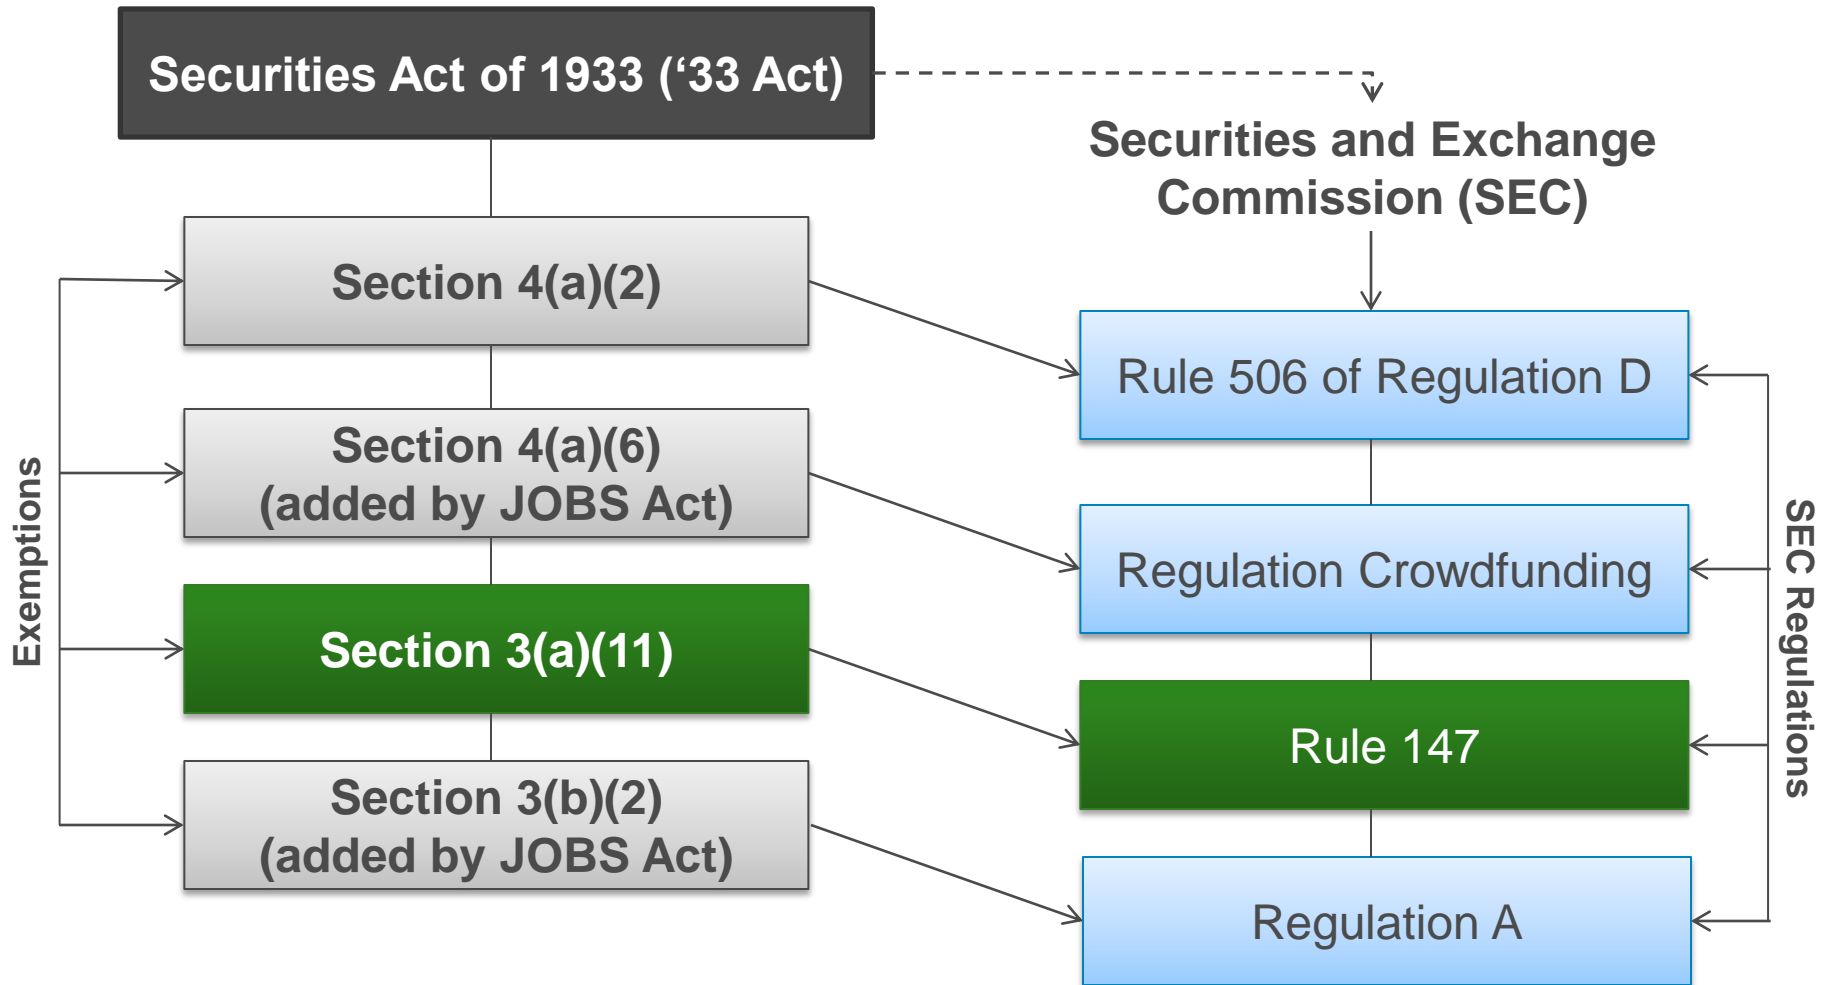 Securities Act of 1933 (‘33 Act)
Securities and Exchange
Commission (SEC)
Section 4(a)(2)
Rule 506 of Regulation D
Section 4(a)(6)
(added by JOBS Act)
Regulation Crowdfunding
Exemptions
SEC Regulations
Section 3(a)(11)
Rule 147
Section 3(b)(2)
(added by JOBS Act)
Regulation A